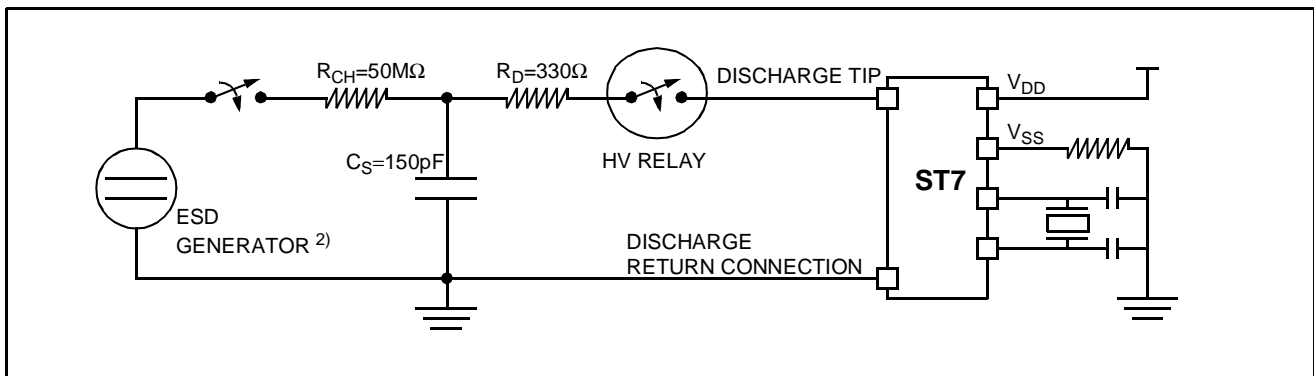 R_CH=50MΩ
R_D=330Ω
DISCHARGE TIP
V_DD
V_SS
HV RELAY
C_S=150pF
ST7
ESD
GENERATOR 2)
DISCHARGE
RETURN CONNECTION